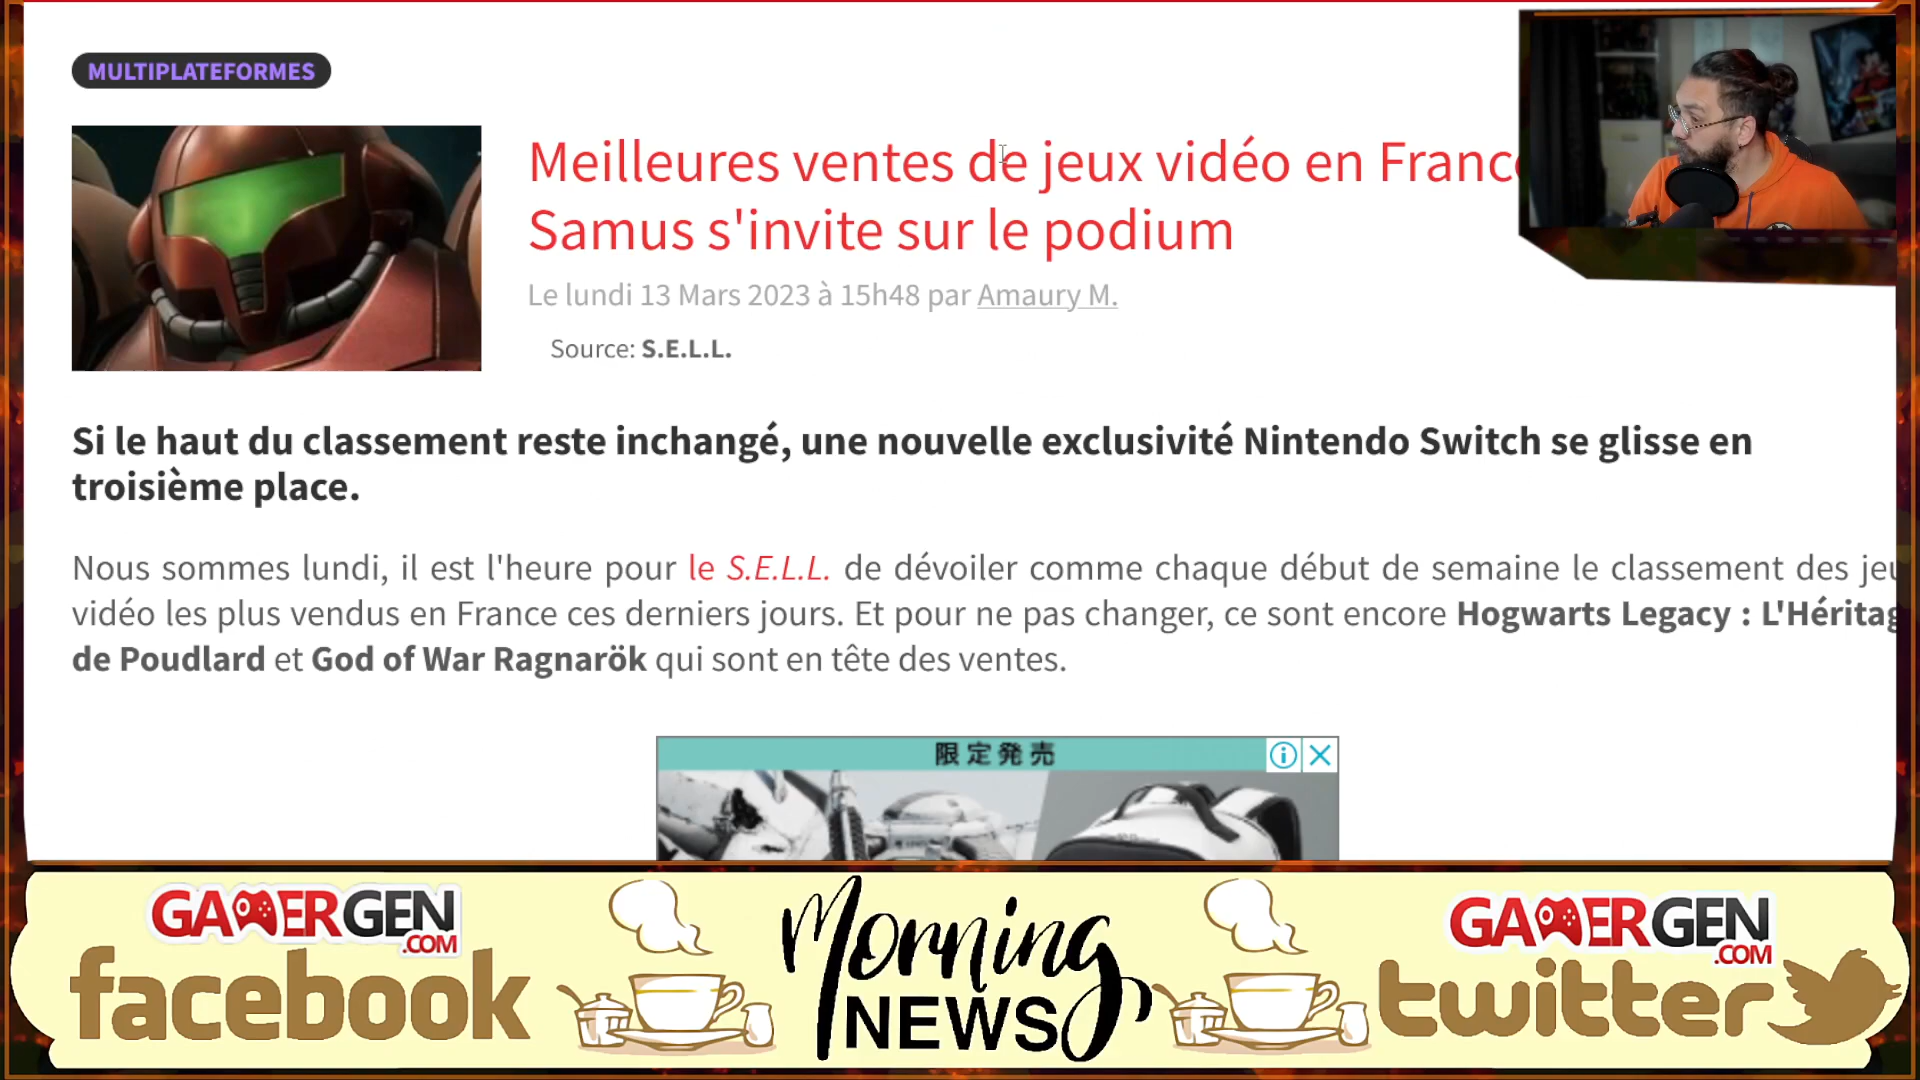 MULTIPLATEFORMES
Meilleures ventes de jeux vidéo en France
Samus s'invite sur le podium
Le lundi 13 Mars 2023 à 15h48 par Amaury M.
Source: S.E.L.L.
Si le haut du classement reste inchangé, une nouvelle exclusivité Nintendo Switch se glisse en
troisième place.
Nous sommes lundi, il est l'heure pour le S.E.L.L. de dévoiler comme chaque début de semaine le classement des jeu
vidéo les plus vendus en France ces derniers jours. Et pour ne pas changer, ce sont encore Hogwarts Legacy : L'Héritag
de Poudlard et God of War Ragnarök qui sont en tête des ventes.
限定発売
GAMERGEN
.COM
facebook
Morning
NEWS
GAMERGEN
.COM
twitter